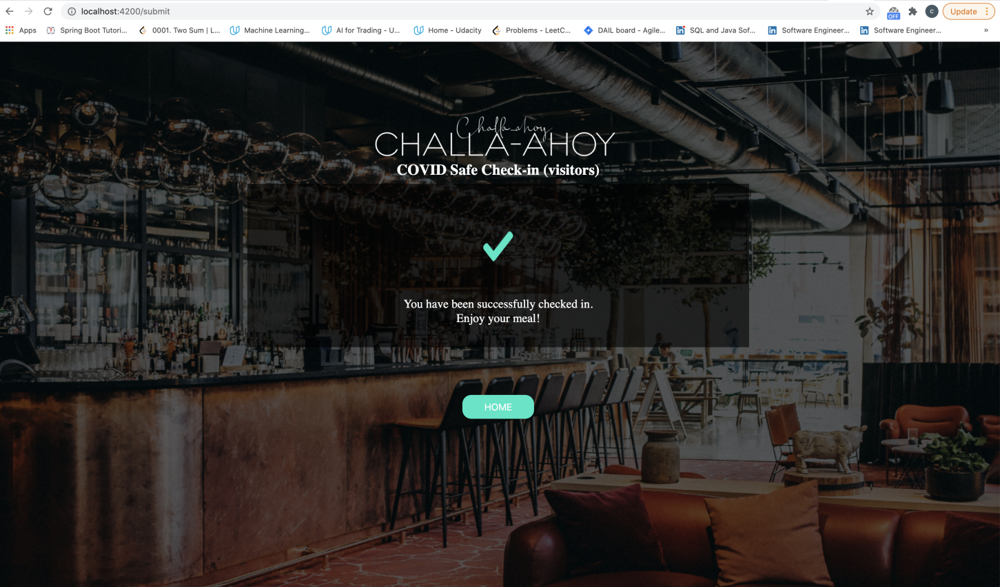 localhost:4200/submit
OFF
C
Update
Apps
Spring Boot Tutori...
0001. Two Sum | L...
Machine Learning...
AI for Trading - U...
Home - Udacity
Problems - LeetC...
DAIL board - Agile...
SQL and Java Sof...
Software Engineer...
Software Engineer...
»
Challa-ahoy
CHALLA-AHOY
COVID Safe Check-in (visitors)
You have been successfully checked in.
Enjoy your meal!
HOME